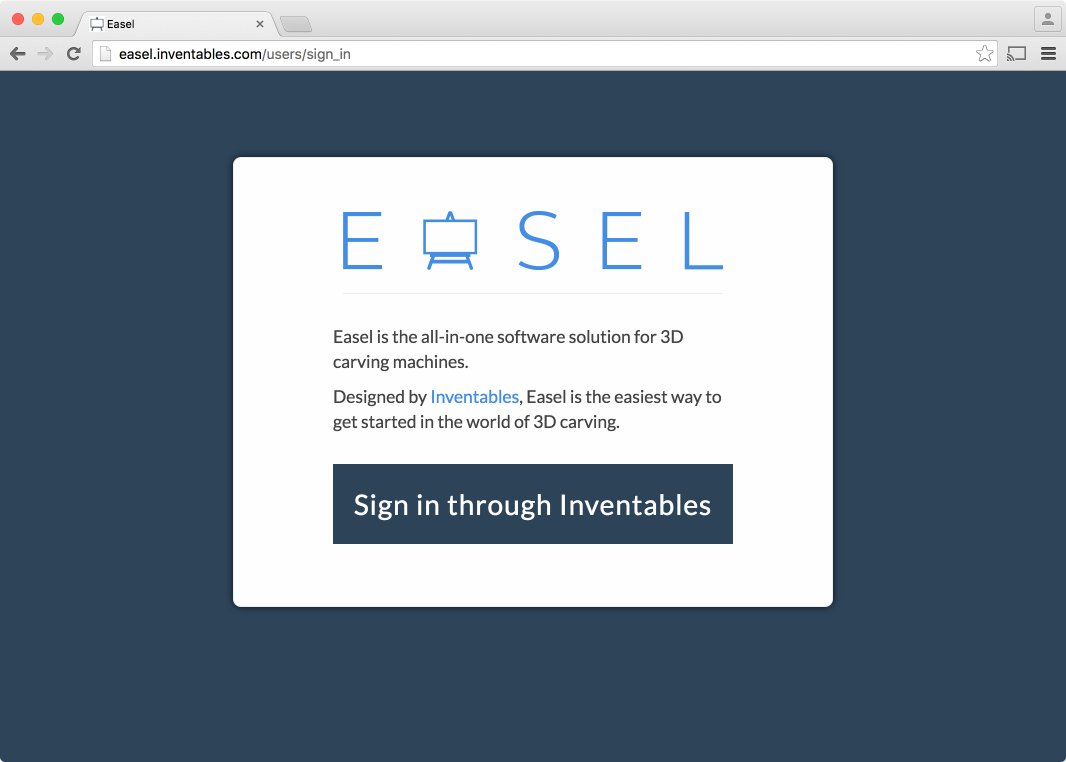 Easel
easel.inventables.com/users/sign_in
E SEL
Easel is the all-in-one software solution for 3D
carving machines.
Designed by Inventables, Easel is the easiest way to
get started in the world of 3D carving.
Sign in through Inventables